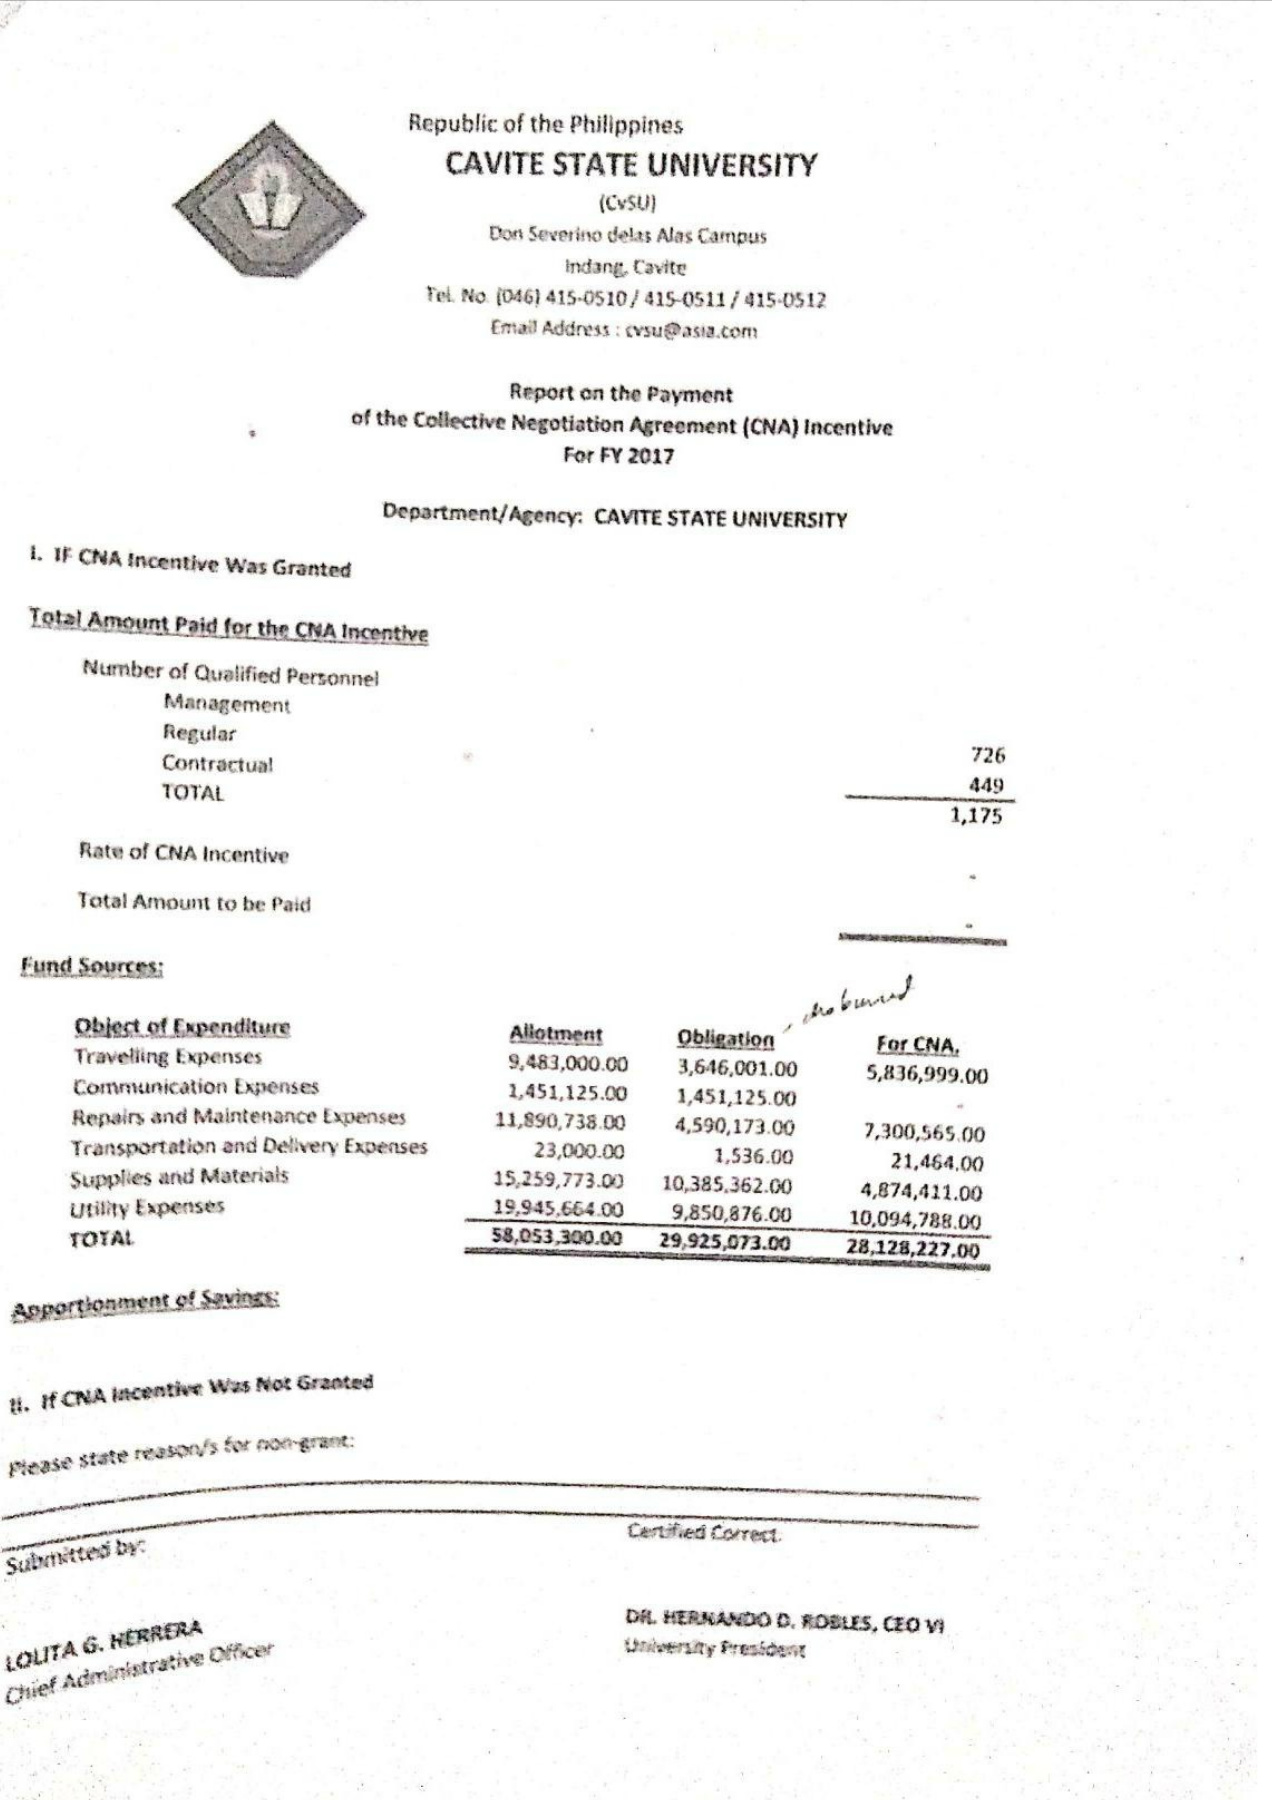 Republic of the Philippines
CAVITE STATE UNIVERSITY
(CvSU)
Don Severino delas Alas Campus
Indang, Cavite
Tel. No. (046) 415-0510 / 415-0511 / 415-0512
Email Address : cvsu@asia.com
Report on the Payment
of the Collective Negotiation Agreement (CNA) Incentive
For FY 2017
Department/Agency: CAVITE STATE UNIVERSITY
I. IF CNA Incentive Was Granted
Total Amount Paid for the CNA Incentive
Number of Qualified Personnel
Management
Regular 726
Contractual 449
TOTAL 1,175
Rate of CNA Incentive -
Total Amount to be Paid -
Fund Sources:
Object of Expenditure Allotment Obligation For CNA.
Travelling Expenses 9,483,000.00 3,646,001.00 5,836,999.00
Communication Expenses 1,451,125.00 1,451,125.00 -
Repairs and Maintenance Expenses 11,890,738.00 4,590,173.00 7,300,565.00
Transportation and Delivery Expenses 23,000.00 1,536.00 21,464.00
Supplies and Materials 15,259,773.00 10,385,362.00 4,874,411.00
Utility Expenses 19,945,664.00 9,850,876.00 10,094,788.00
TOTAL 58,053,300.00 29,925,073.00 28,128,227.00
Apportionment of Savings:
II. If CNA Incentive Was Not Granted
Please state reason/s for non-grant:
Submitted by: Certified Correct.
LOLITA G. HERRERA DR. HERNANDO D. ROBLES, CEO VI
Chief Administrative Officer University President